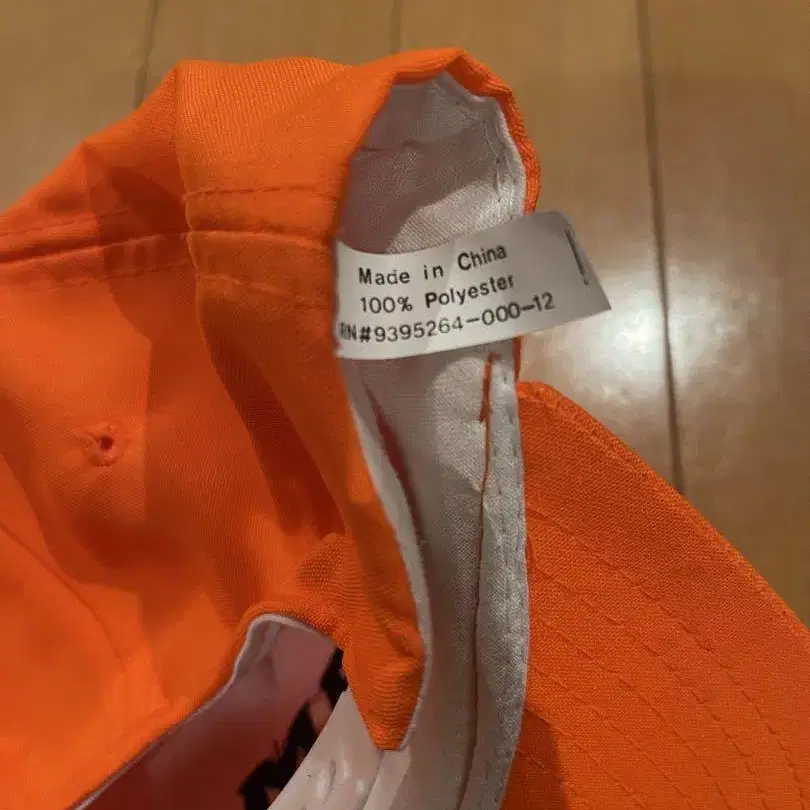 Made in China
100% Polyester
RN#9395264-000-12